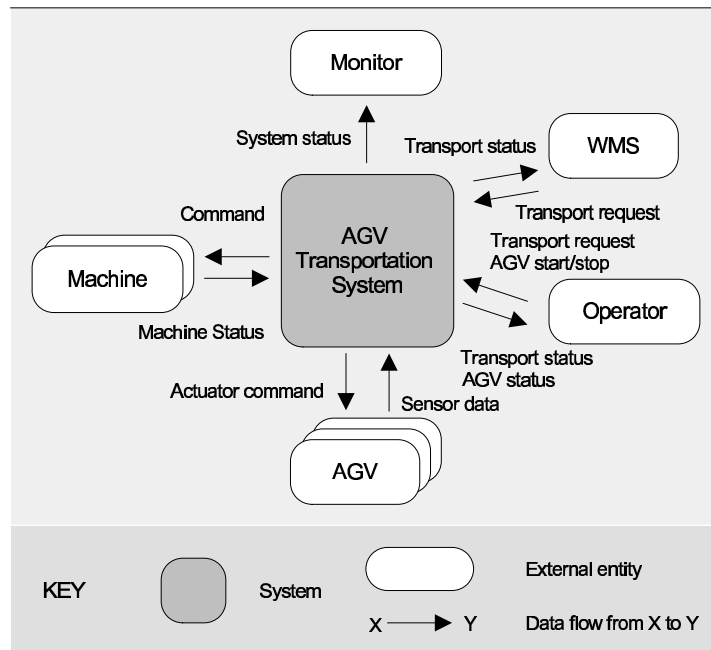 Monitor
System status
Transport status
WMS
Transport request
Command
AGV
Transportation
System
Transport request
AGV start/stop
Machine
Operator
Machine Status
Transport status
AGV status
Actuator command
Sensor data
AGV
KEY
System
External entity
X
Y
Data flow from X to Y